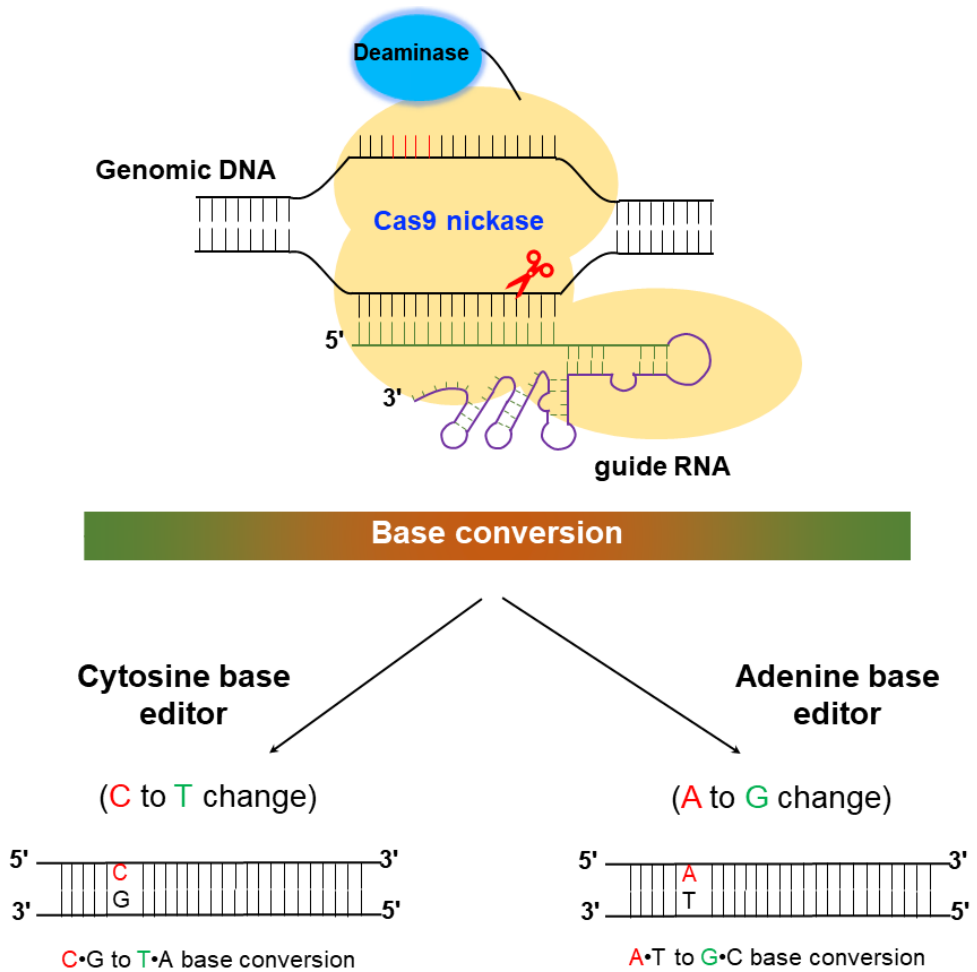 Deaminase
Genomic DNA
Cas9 nickase
5'
3'
guide RNA
Base conversion
Cytosine base
editor
Adenine base
editor
(C to T change)
(A to G change)
5' 3'
C
G
3' 5'
C•G to T•A base conversion
5' 3'
A
T
3' 5'
A•T to G•C base conversion